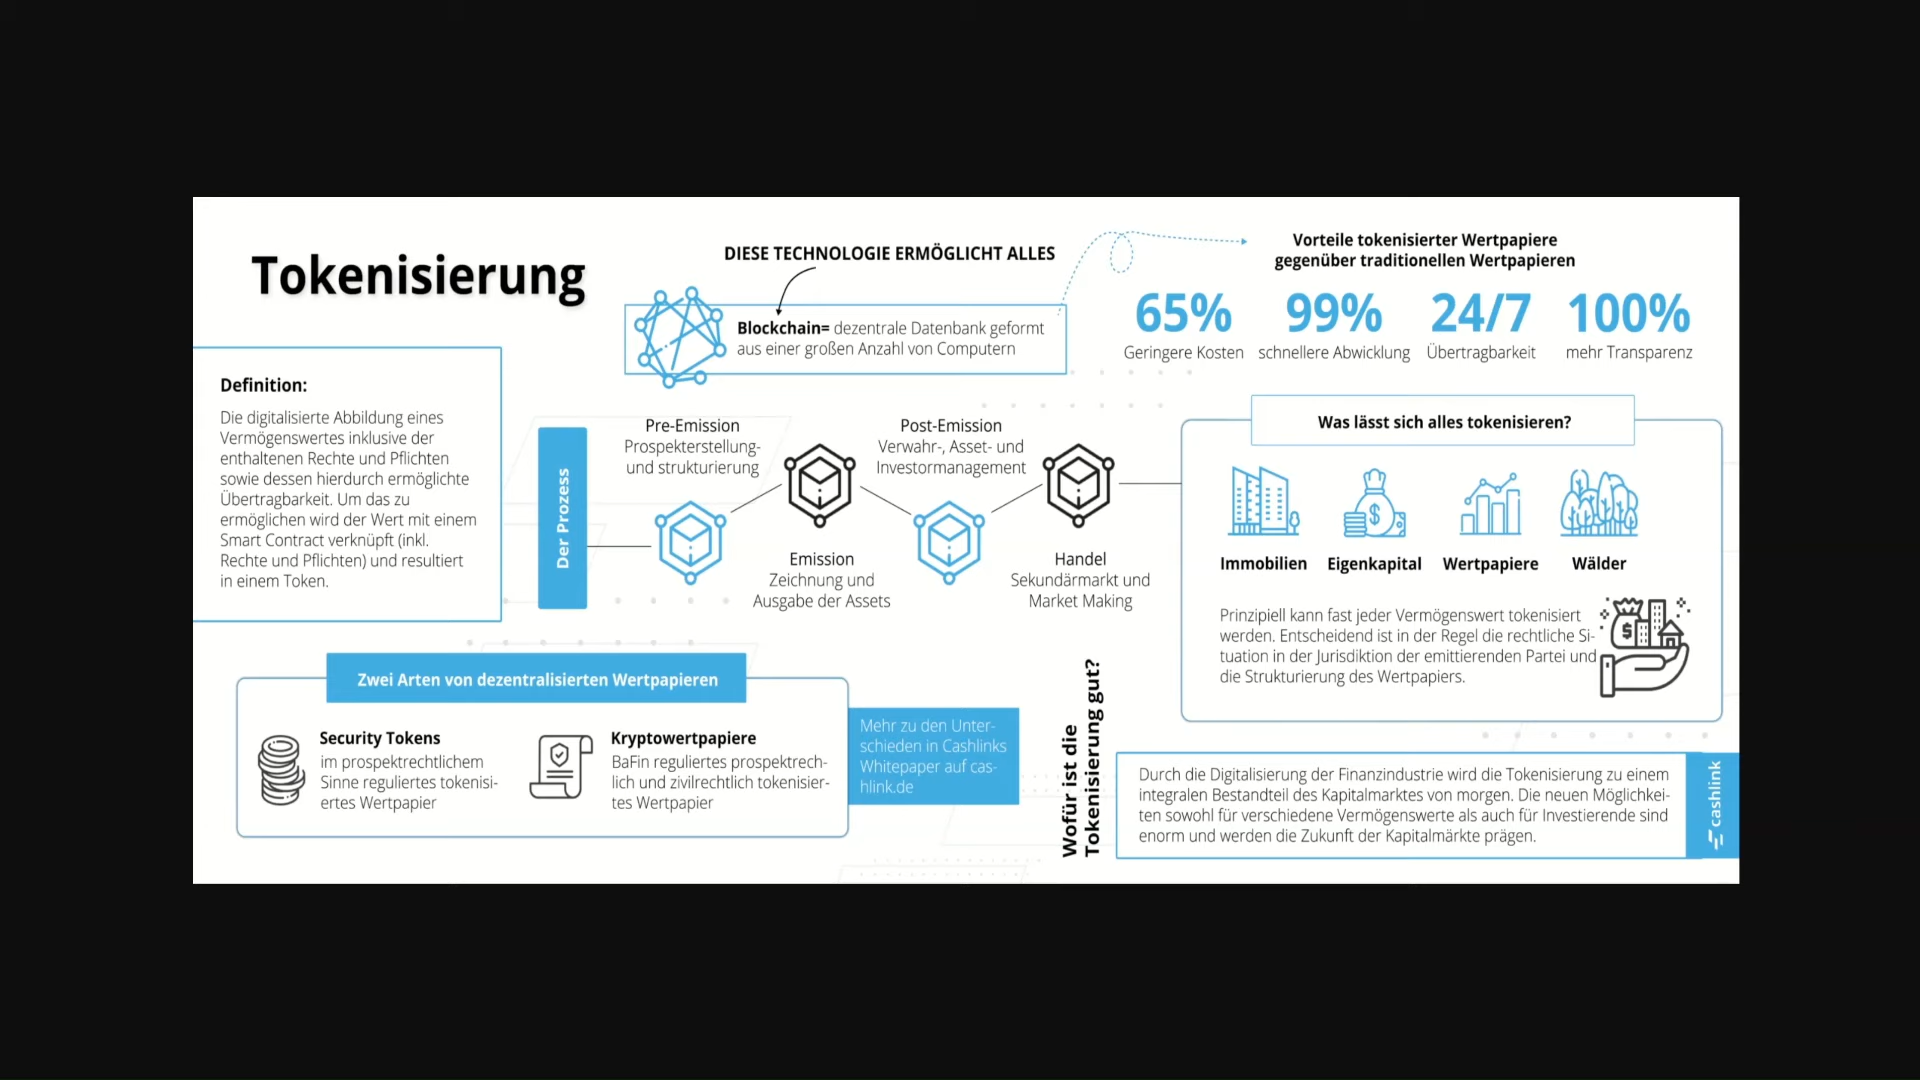 Tokenisierung
Definition:
Die digitalisierte Abbildung eines
Vermögenswertes inklusive der
enthaltenen Rechte und Pflichten
sowie dessen hierdurch ermöglichte
Übertragbarkeit. Um das zu
ermöglichen wird der Wert mit einem
Smart Contract verknüpft (inkl.
Rechte und Pflichten) und resultiert
in einem Token.
DIESE TECHNOLOGIE ERMÖGLICHT ALLES
Blockchain= dezentrale Datenbank geformt
aus einer großen Anzahl von Computern
Vorteile tokenisierter Wertpapiere
gegenüber traditionellen Wertpapieren
65% 99% 24/7 100%
Geringere Kosten schnellere Abwicklung Übertragbarkeit mehr Transparenz
Der Prozess
Pre-Emission
Prospekterstellung-
und strukturierung
Emission
Zeichnung und
Ausgabe der Assets
Post-Emission
Verwahr-, Asset- und
Investormanagement
Handel
Sekundärmarkt und
Market Making
Was lässt sich alles tokenisieren?
Immobilien Eigenkapital Wertpapiere Wälder
Prinzipiell kann fast jeder Vermögenswert tokenisiert
werden. Entscheidend ist in der Regel die rechtliche Si-
tuation in der Jurisdiktion der emittierenden Partei und
die Strukturierung des Wertpapiers.
Zwei Arten von dezentralisierten Wertpapieren
Security Tokens
im prospektrechtlichem
Sinne reguliertes tokenisi-
ertes Wertpapier
Kryptowertpapiere
BaFin reguliertes prospektrech-
lich und zivilrechtlich tokenisier-
tes Wertpapier
Mehr zu den Unter-
schieden in Cashlinks
Whitepaper auf cas-
hlink.de
Wofür ist die
Tokenisierung gut?
Durch die Digitalisierung der Finanzindustrie wird die Tokenisierung zu einem
integralen Bestandteil des Kapitalmarktes von morgen. Die neuen Möglichkei-
ten sowohl für verschiedene Vermögenswerte als auch für Investierende sind
enorm und werden die Zukunft der Kapitalmärkte prägen.
cashlink